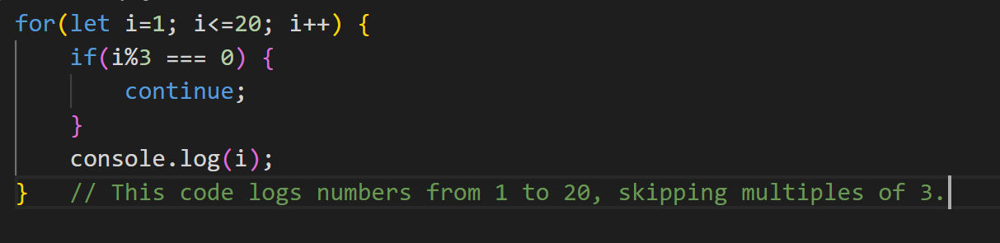 for(let i=1; i<=20; i++) {
    if(i%3 === 0) {
        continue;
    }
    console.log(i);
}   // This code logs numbers from 1 to 20, skipping multiples of 3.